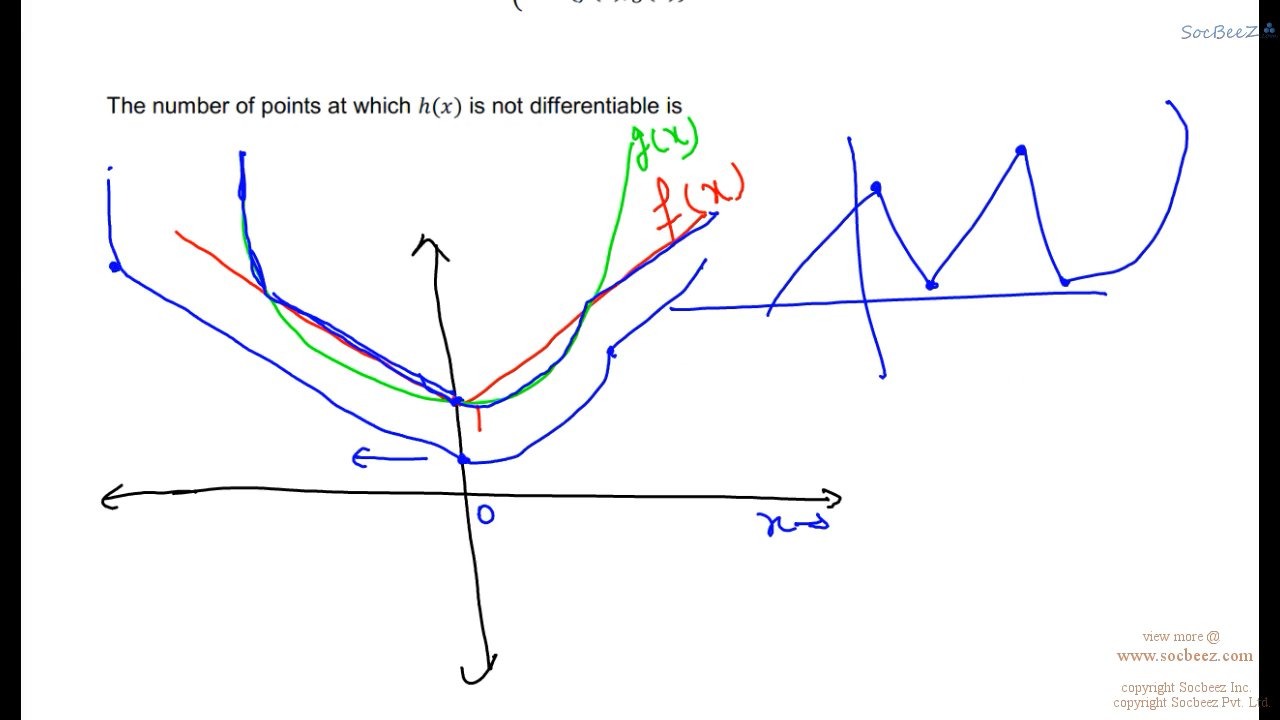 SocBeeZ
The number of points at which h(x) is not differentiable is
g(x)
f(x)
1
0
x→
view more @
www.socbeez.com
copyright Socbeez Inc.
copyright Socbeez Pvt. Ltd.